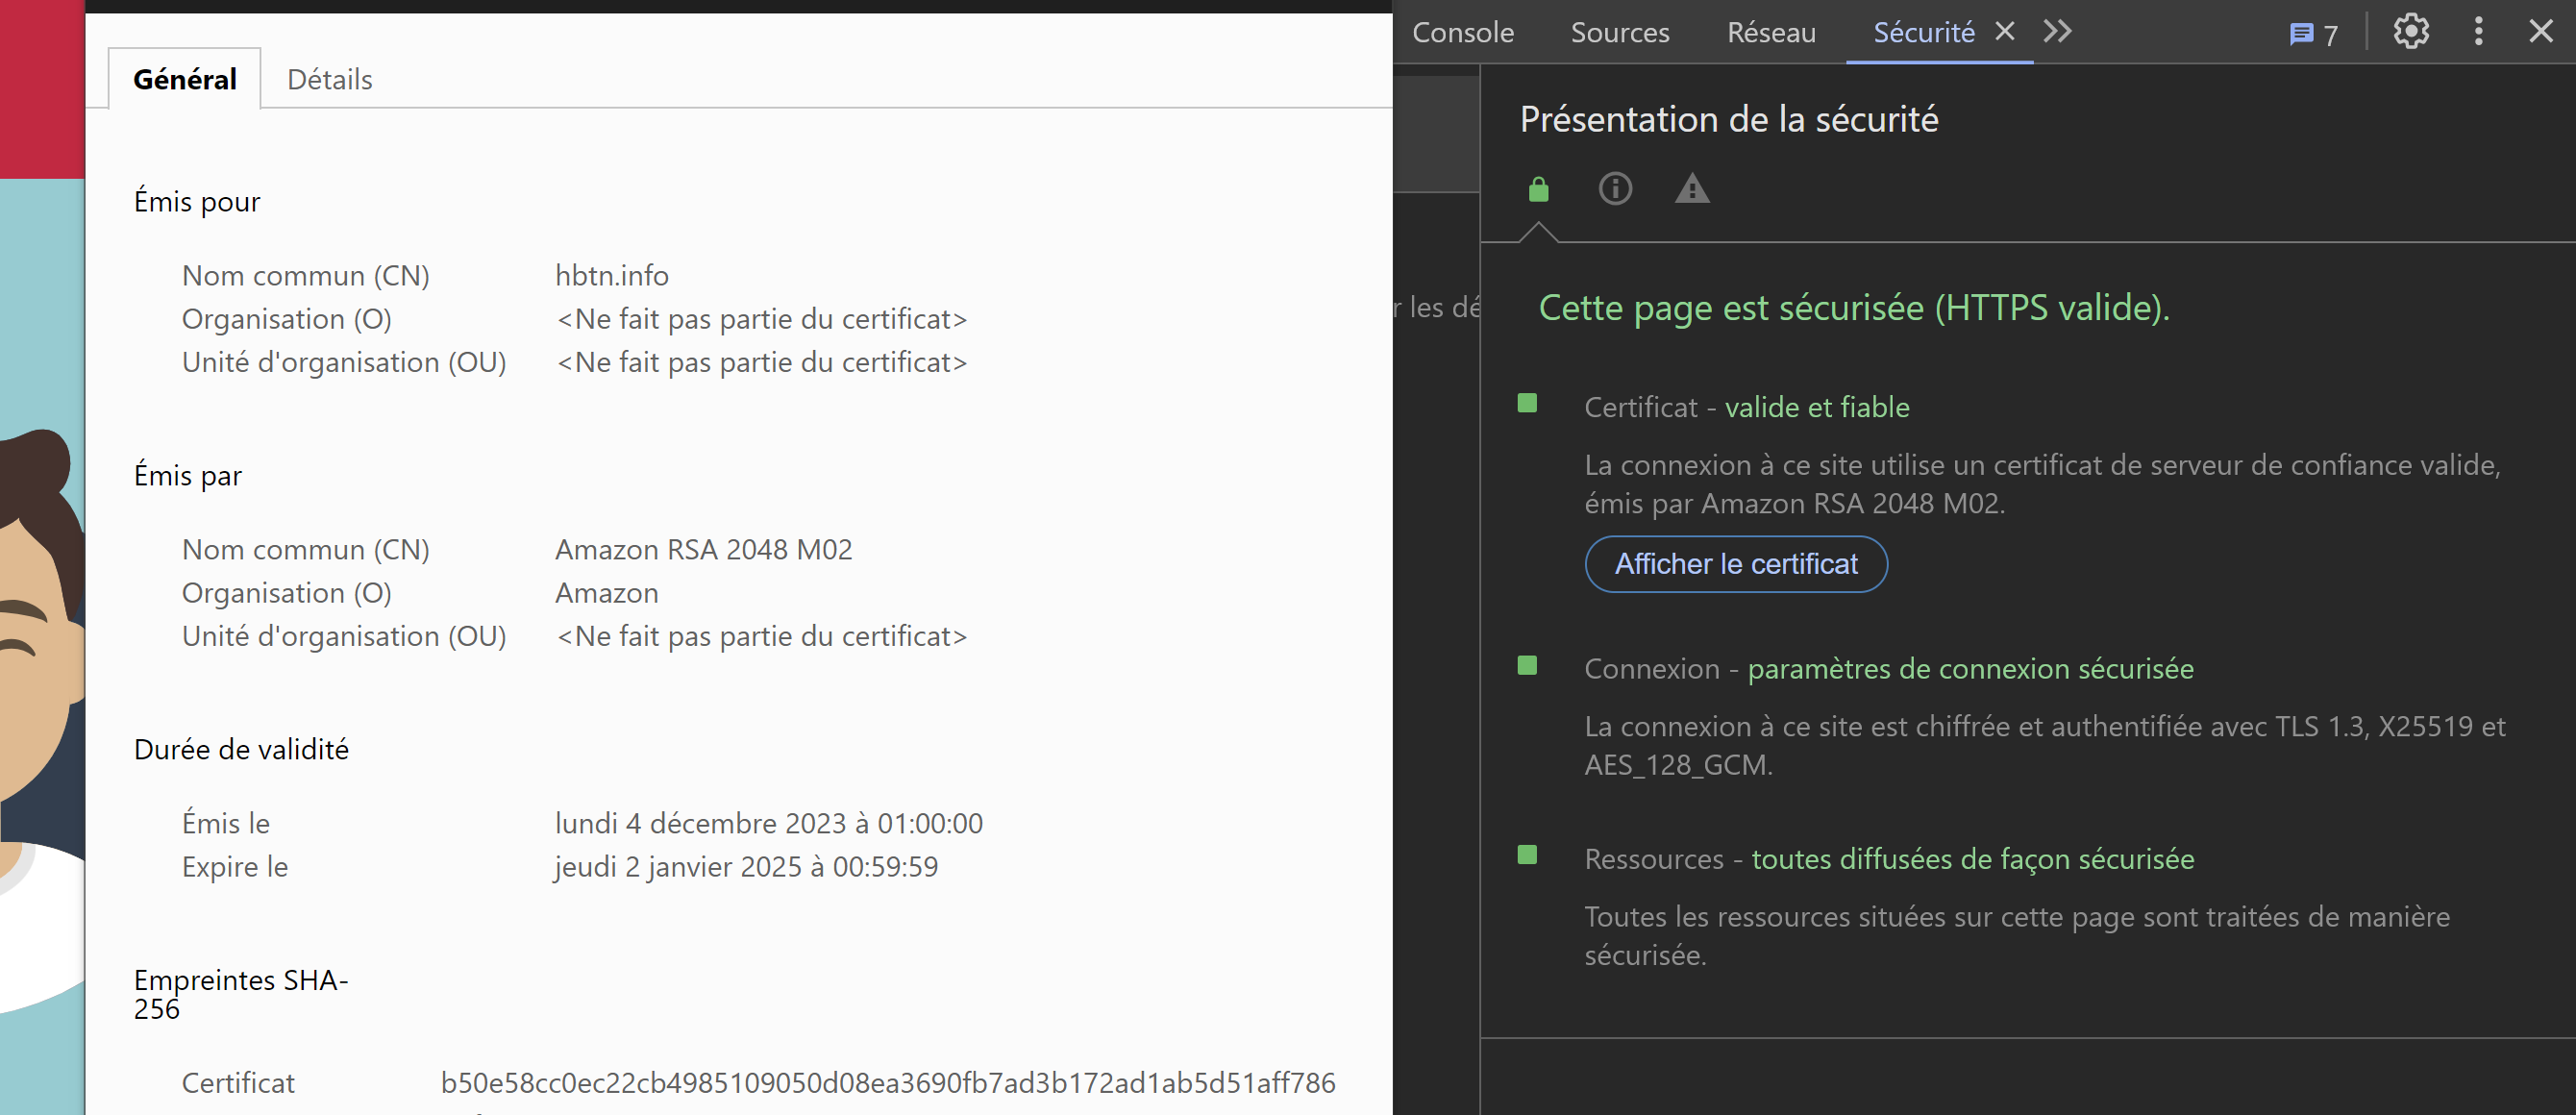 Général
Détails
Émis pour
Nom commun (CN) hbtn.info
Organisation (O) <Ne fait pas partie du certificat>
Unité d'organisation (OU) <Ne fait pas partie du certificat>
Émis par
Nom commun (CN) Amazon RSA 2048 M02
Organisation (O) Amazon
Unité d'organisation (OU) <Ne fait pas partie du certificat>
Durée de validité
Émis le lundi 4 décembre 2023 à 01:00:00
Expire le jeudi 2 janvier 2025 à 00:59:59
Empreintes SHA-
256
Certificat b50e58cc0ec22cb4985109050d08ea3690fb7ad3b172ad1ab5d51aff786
Console Sources Réseau Sécurité 7
r les dé
Présentation de la sécurité
Cette page est sécurisée (HTTPS valide).
Certificat - valide et fiable
La connexion à ce site utilise un certificat de serveur de confiance valide,
émis par Amazon RSA 2048 M02.
Afficher le certificat
Connexion - paramètres de connexion sécurisée
La connexion à ce site est chiffrée et authentifiée avec TLS 1.3, X25519 et
AES_128_GCM.
Ressources - toutes diffusées de façon sécurisée
Toutes les ressources situées sur cette page sont traitées de manière
sécurisée.